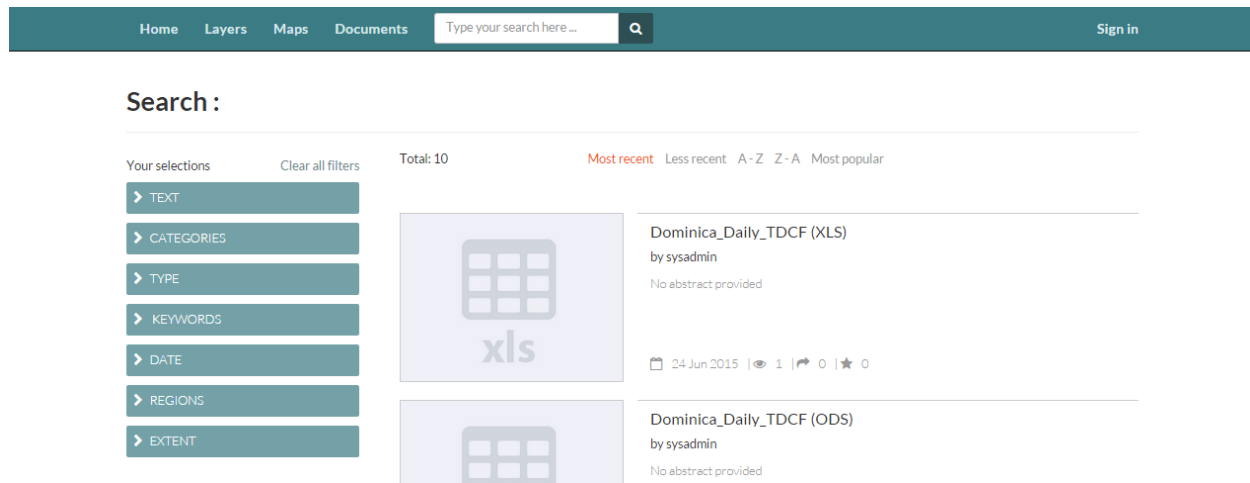 Home Layers Maps Documents Type your search here ... Sign in
Search :
Your selections Clear all filters
TEXT
CATEGORIES
TYPE
KEYWORDS
DATE
REGIONS
EXTENT
Total: 10 Most recent Less recent A - Z Z - A Most popular
xls
Dominica_Daily_TDCF (XLS)
by sysadmin
No abstract provided
24 Jun 2015 | 1 | 0 | 0
Dominica_Daily_TDCF (ODS)
by sysadmin
No abstract provided